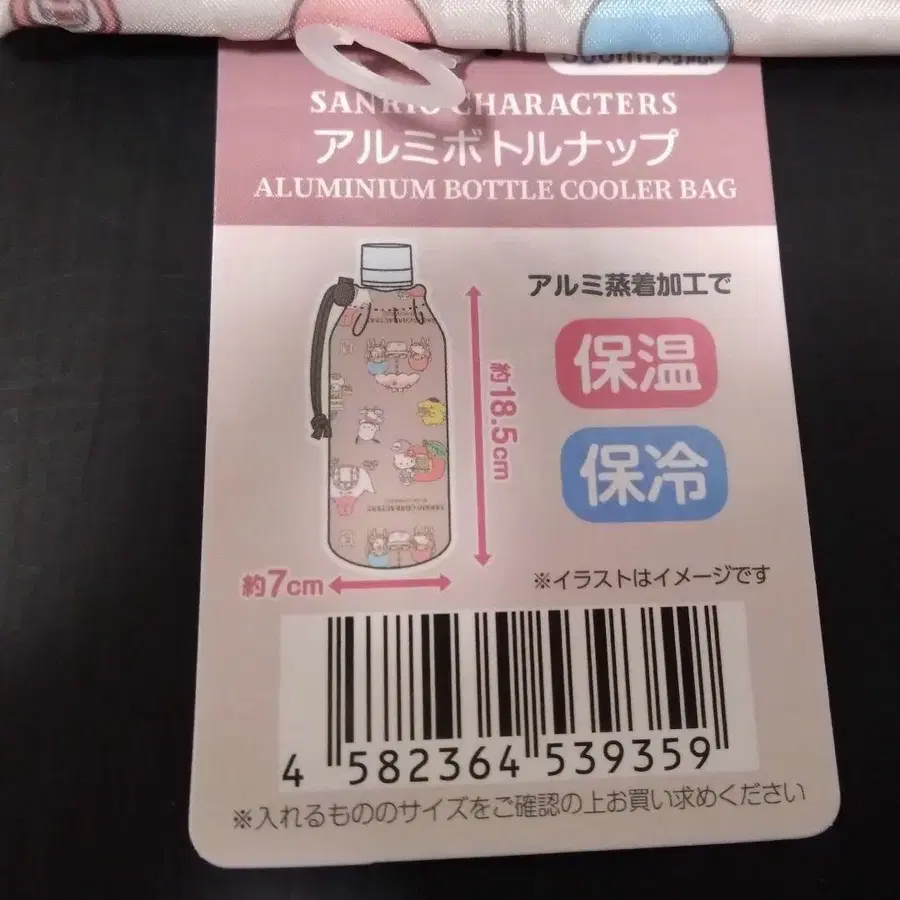 SANRIO CHARACTERS
アルミボトルナップ
ALUMINIUM BOTTLE COOLER BAG
アルミ蒸着加工で
保温
保冷
約18.5cm
約7cm
※イラストはイメージです
4 582364 539359
※入れるもののサイズをご確認の上お買い求めください